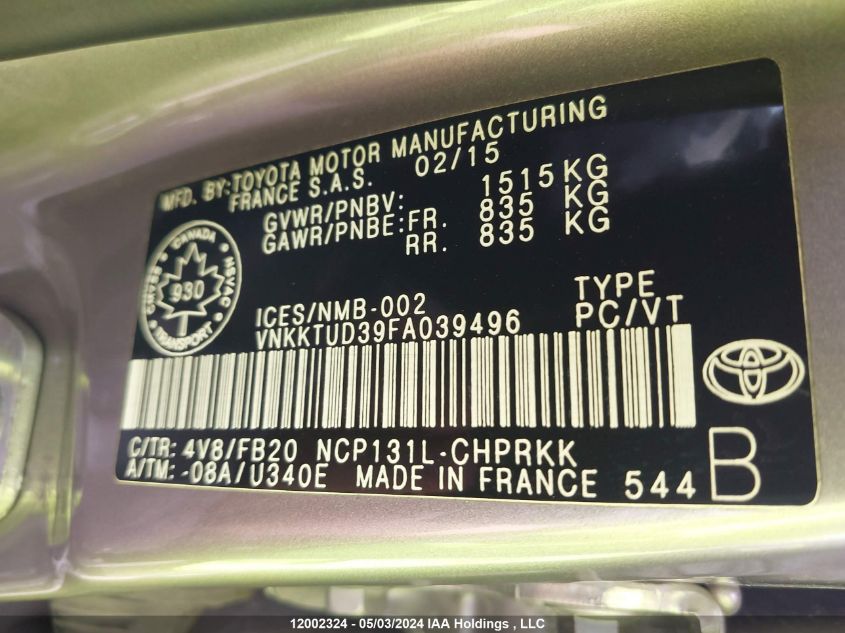 MFD. BY:TOYOTA MOTOR MANUFACTURING
FRANCE S.A.S. 02/15
GVWR/PNBV: 1515 KG
GAWR/PNBE:FR. 835 KG
RR. 835 KG
CANADA
CMVSS NSVAC
930
TRANSPORT
ICES/NMB-002 TYPE
VNKKTUD39FA039496 PC/VT
C/TR: 4V8/FB20 NCP131L-CHPRKK
A/TM: -08A/U340E MADE IN FRANCE 544 B
12002324 - 05/03/2024 IAA Holdings , LLC